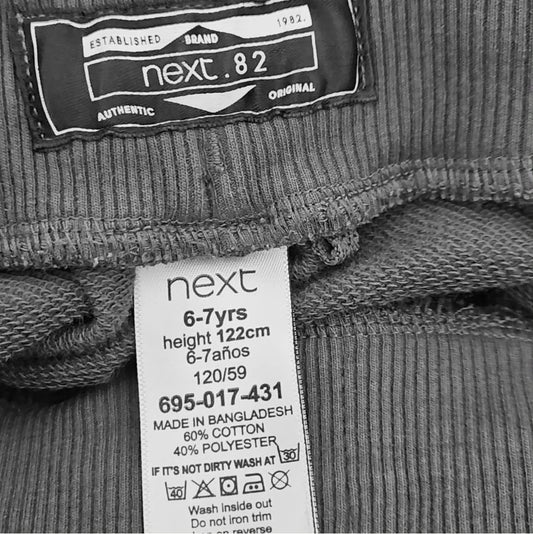 ESTABLISHED BRAND 1982.
next.82
AUTHENTIC ORIGINAL
next
6-7yrs
height 122cm
6-7años
120/59
695-017-431
MADE IN BANGLADESH
60% COTTON
40% POLYESTER
IF IT'S NOT DIRTY WASH AT 30
40
Wash inside out
Do not iron trim
on reverse